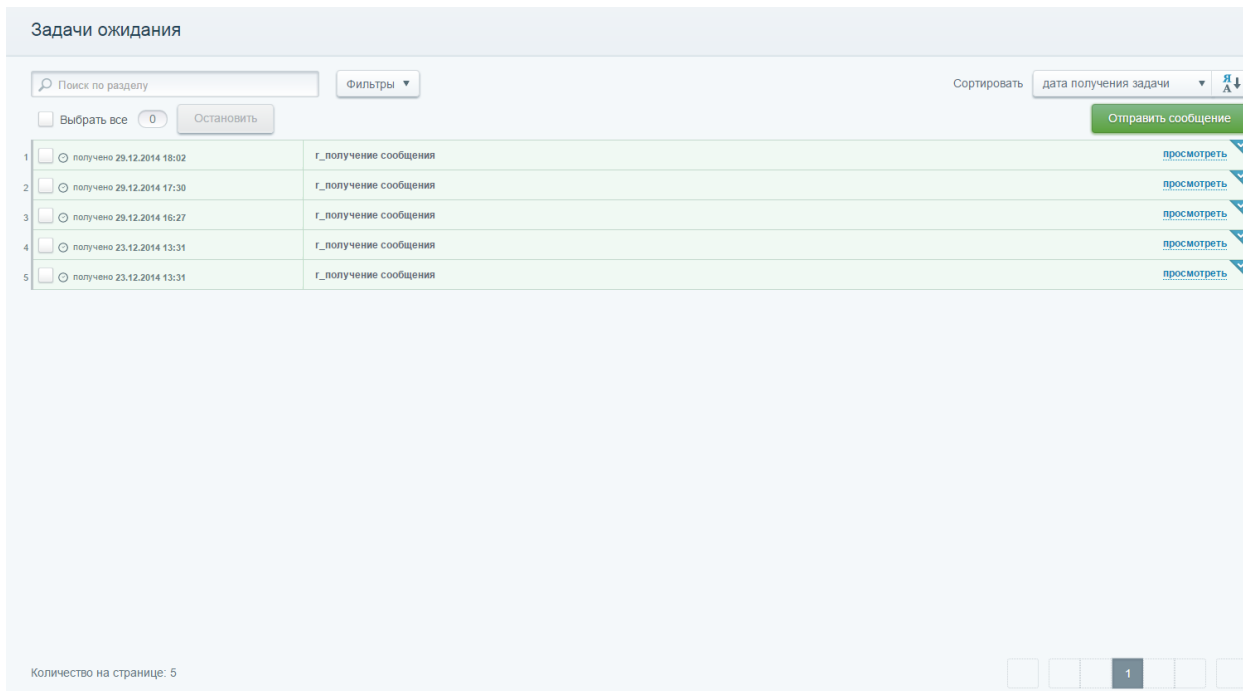 Задачи ожидания
Поиск по разделу Фильтры Сортировать дата получения задачи Я А
Выбрать все 0 Остановить Отправить сообщение
1 получено 29.12.2014 18:02 г_получение сообщения просмотреть
2 получено 29.12.2014 17:30 г_получение сообщения просмотреть
3 получено 29.12.2014 16:27 г_получение сообщения просмотреть
4 получено 23.12.2014 13:31 г_получение сообщения просмотреть
5 получено 23.12.2014 13:31 г_получение сообщения просмотреть
Количество на странице: 5 1